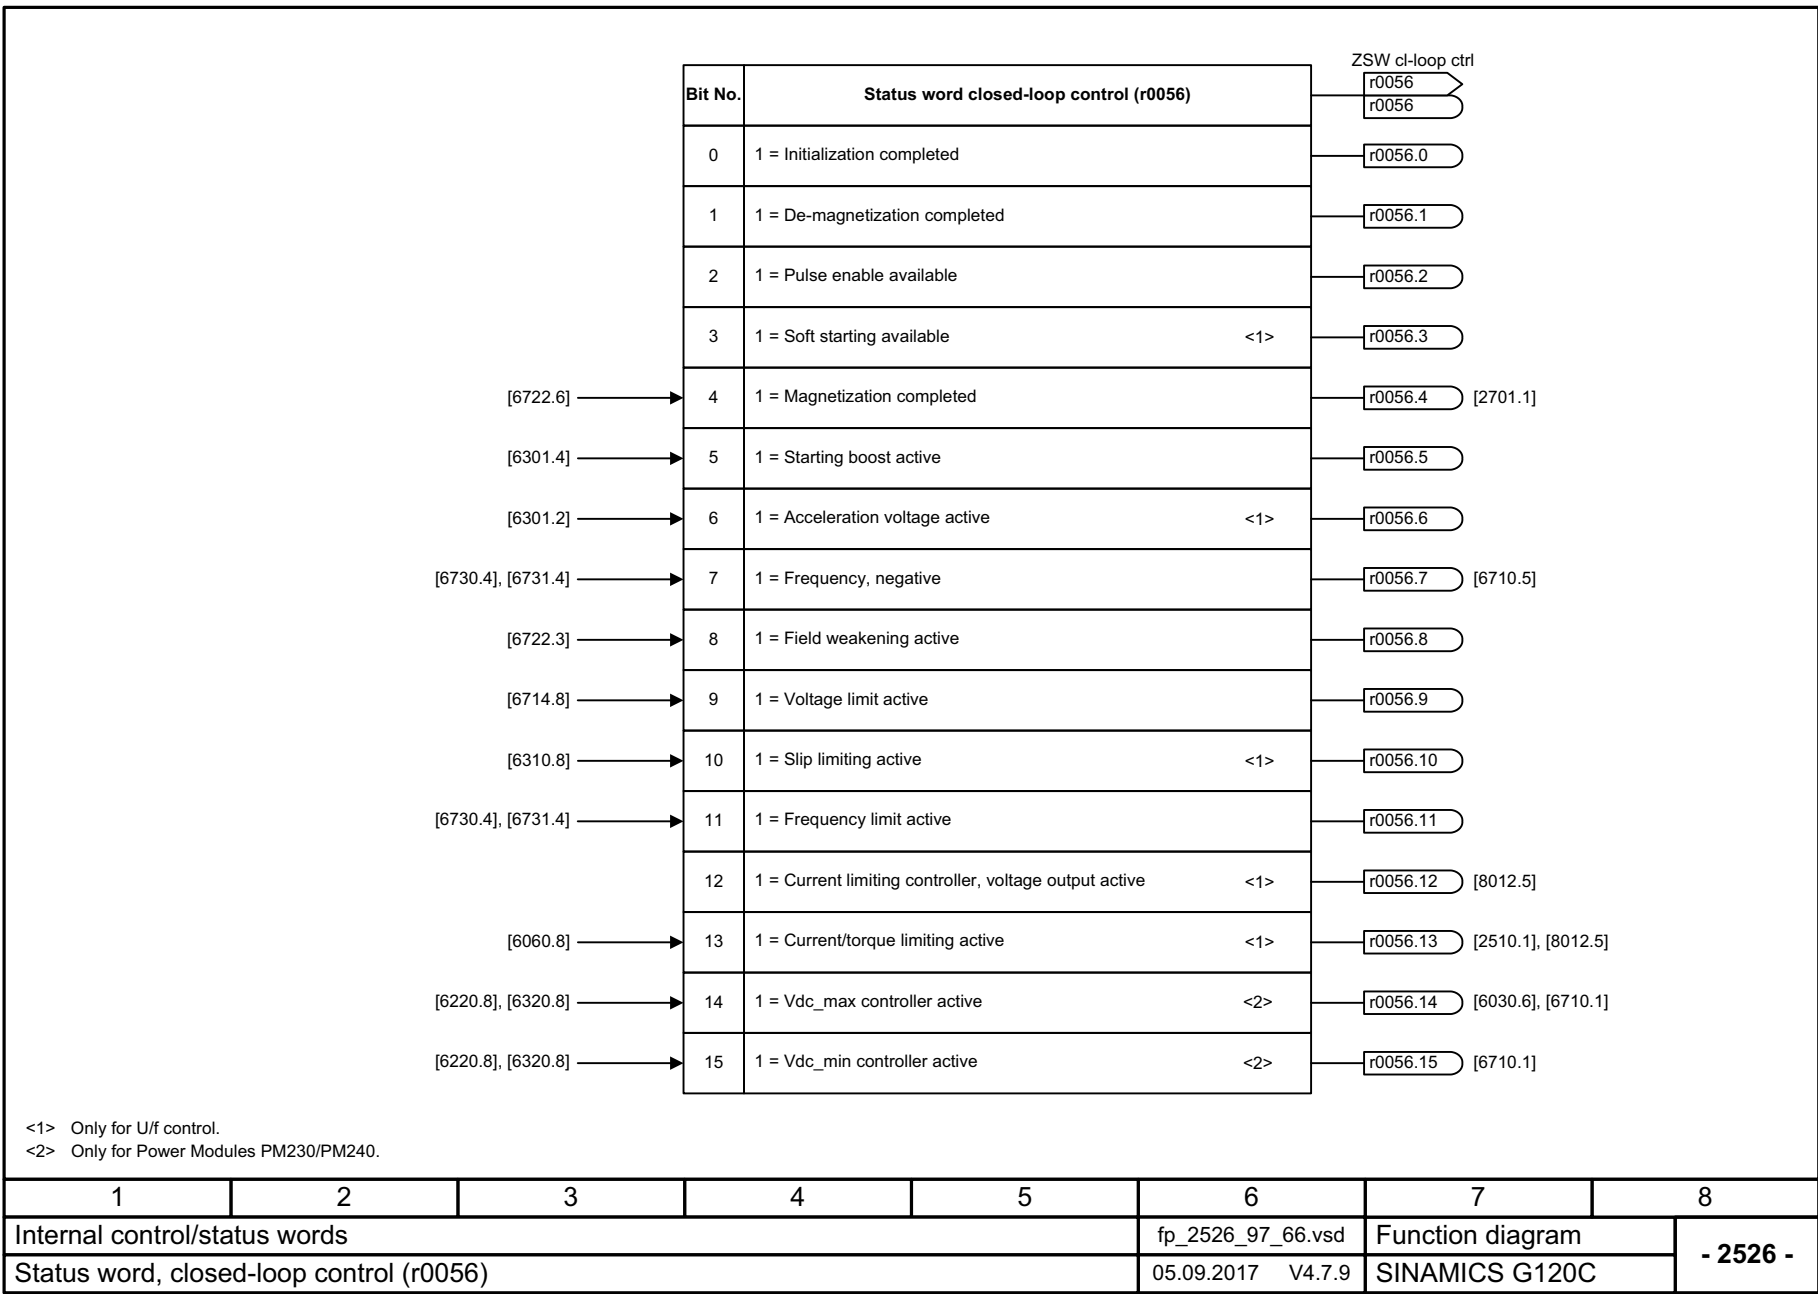 ZSW cl-loop ctrl
Bit No. Status word closed-loop control (r0056) r0056
r0056
0 1 = Initialization completed r0056.0
1 1 = De-magnetization completed r0056.1
2 1 = Pulse enable available r0056.2
3 1 = Soft starting available <1> r0056.3
[6722.6] 4 1 = Magnetization completed r0056.4 [2701.1]
[6301.4] 5 1 = Starting boost active r0056.5
[6301.2] 6 1 = Acceleration voltage active <1> r0056.6
[6730.4], [6731.4] 7 1 = Frequency, negative r0056.7 [6710.5]
[6722.3] 8 1 = Field weakening active r0056.8
[6714.8] 9 1 = Voltage limit active r0056.9
[6310.8] 10 1 = Slip limiting active <1> r0056.10
[6730.4], [6731.4] 11 1 = Frequency limit active r0056.11
12 1 = Current limiting controller, voltage output active <1> r0056.12 [8012.5]
[6060.8] 13 1 = Current/torque limiting active <1> r0056.13 [2510.1], [8012.5]
[6220.8], [6320.8] 14 1 = Vdc_max controller active <2> r0056.14 [6030.6], [6710.1]
[6220.8], [6320.8] 15 1 = Vdc_min controller active <2> r0056.15 [6710.1]
<1> Only for U/f control.
<2> Only for Power Modules PM230/PM240.
1 2 3 4 5 6 7 8
Internal control/status words fp_2526_97_66.vsd Function diagram - 2526 -
Status word, closed-loop control (r0056) 05.09.2017 V4.7.9 SINAMICS G120C